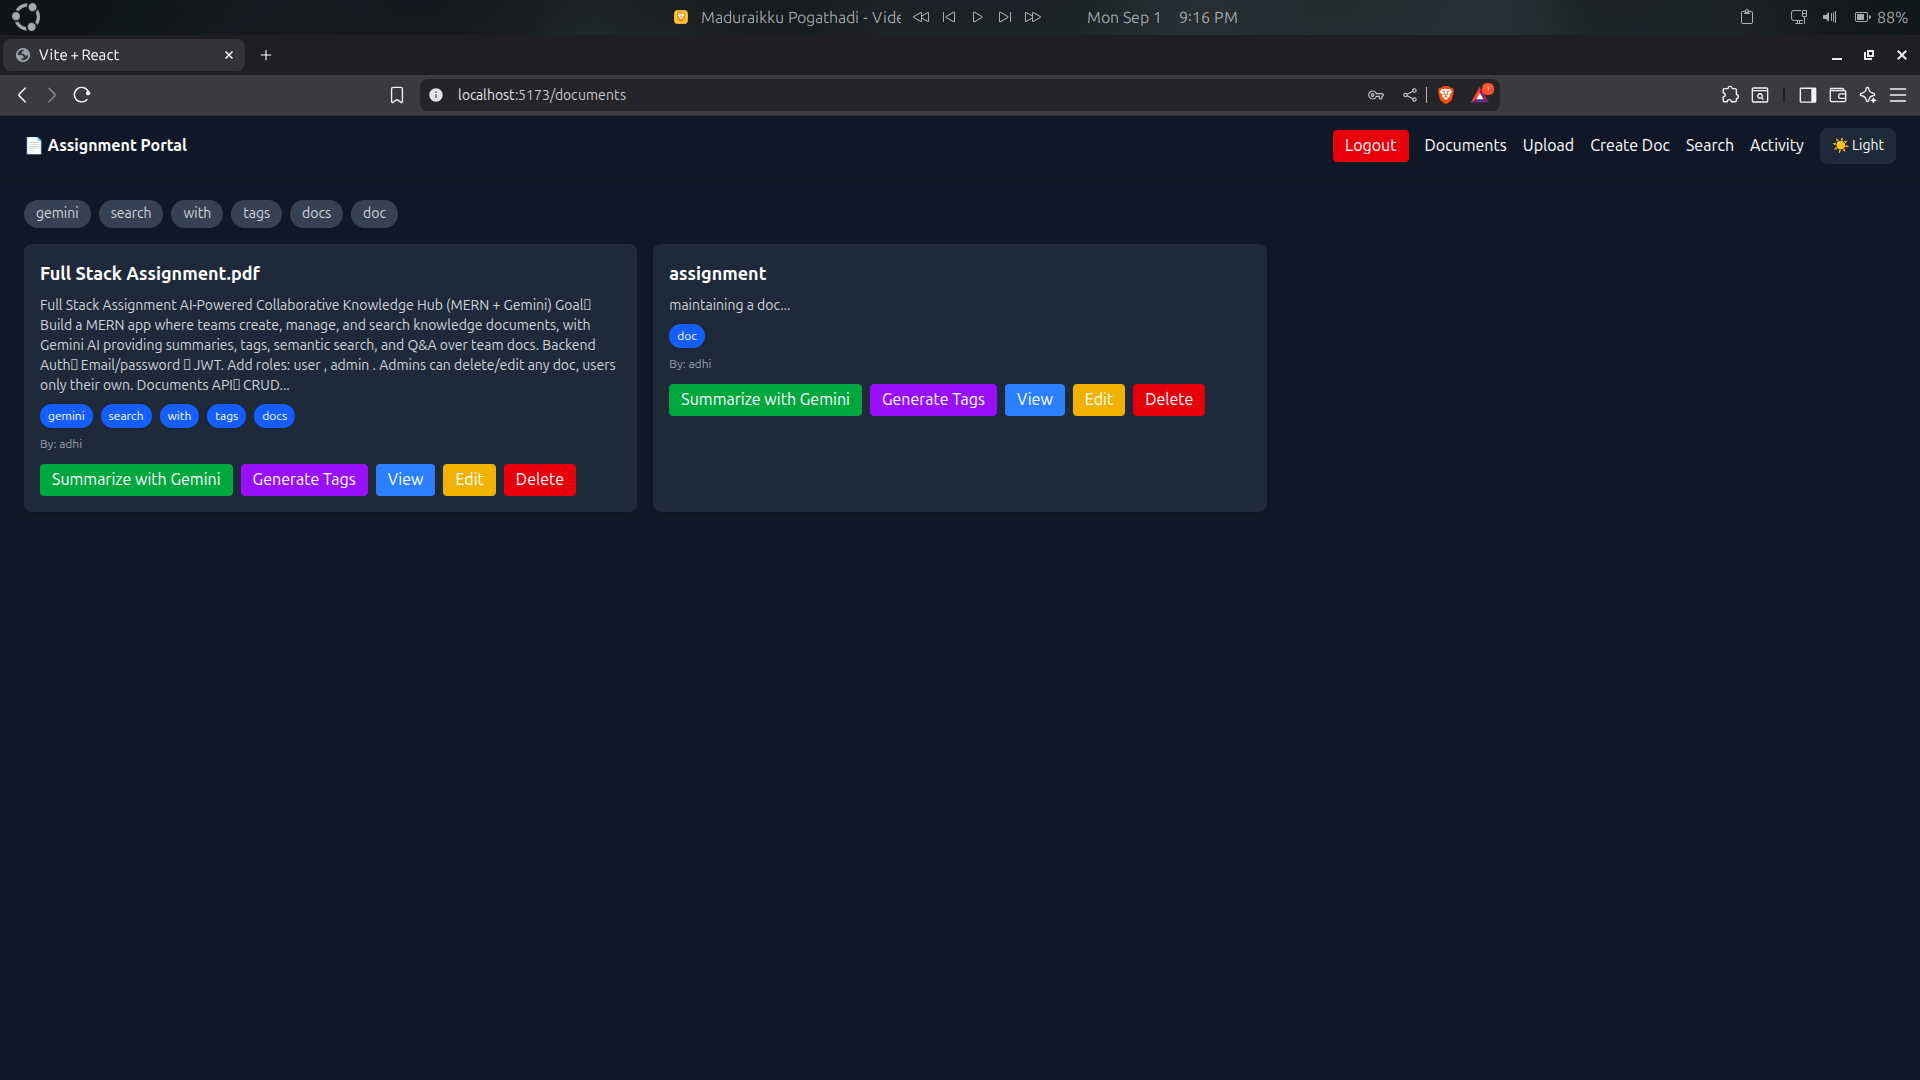 Maduraikku Pogathadi - Vide
Mon Sep 1 9:16 PM
88%
Vite + React
localhost:5173/documents
1
📄 Assignment Portal
Logout Documents Upload Create Doc Search Activity ☀️ Light
gemini search with tags docs doc
Full Stack Assignment.pdf
Full Stack Assignment AI-Powered Collaborative Knowledge Hub (MERN + Gemini) Goal
Build a MERN app where teams create, manage, and search knowledge documents, with
Gemini AI providing summaries, tags, semantic search, and Q&A over team docs. Backend
Auth Email/password JWT. Add roles: user , admin . Admins can delete/edit any doc, users
only their own. Documents API CRUD...
gemini search with tags docs
By: adhi
Summarize with Gemini Generate Tags View Edit Delete
assignment
maintaining a doc...
doc
By: adhi
Summarize with Gemini Generate Tags View Edit Delete